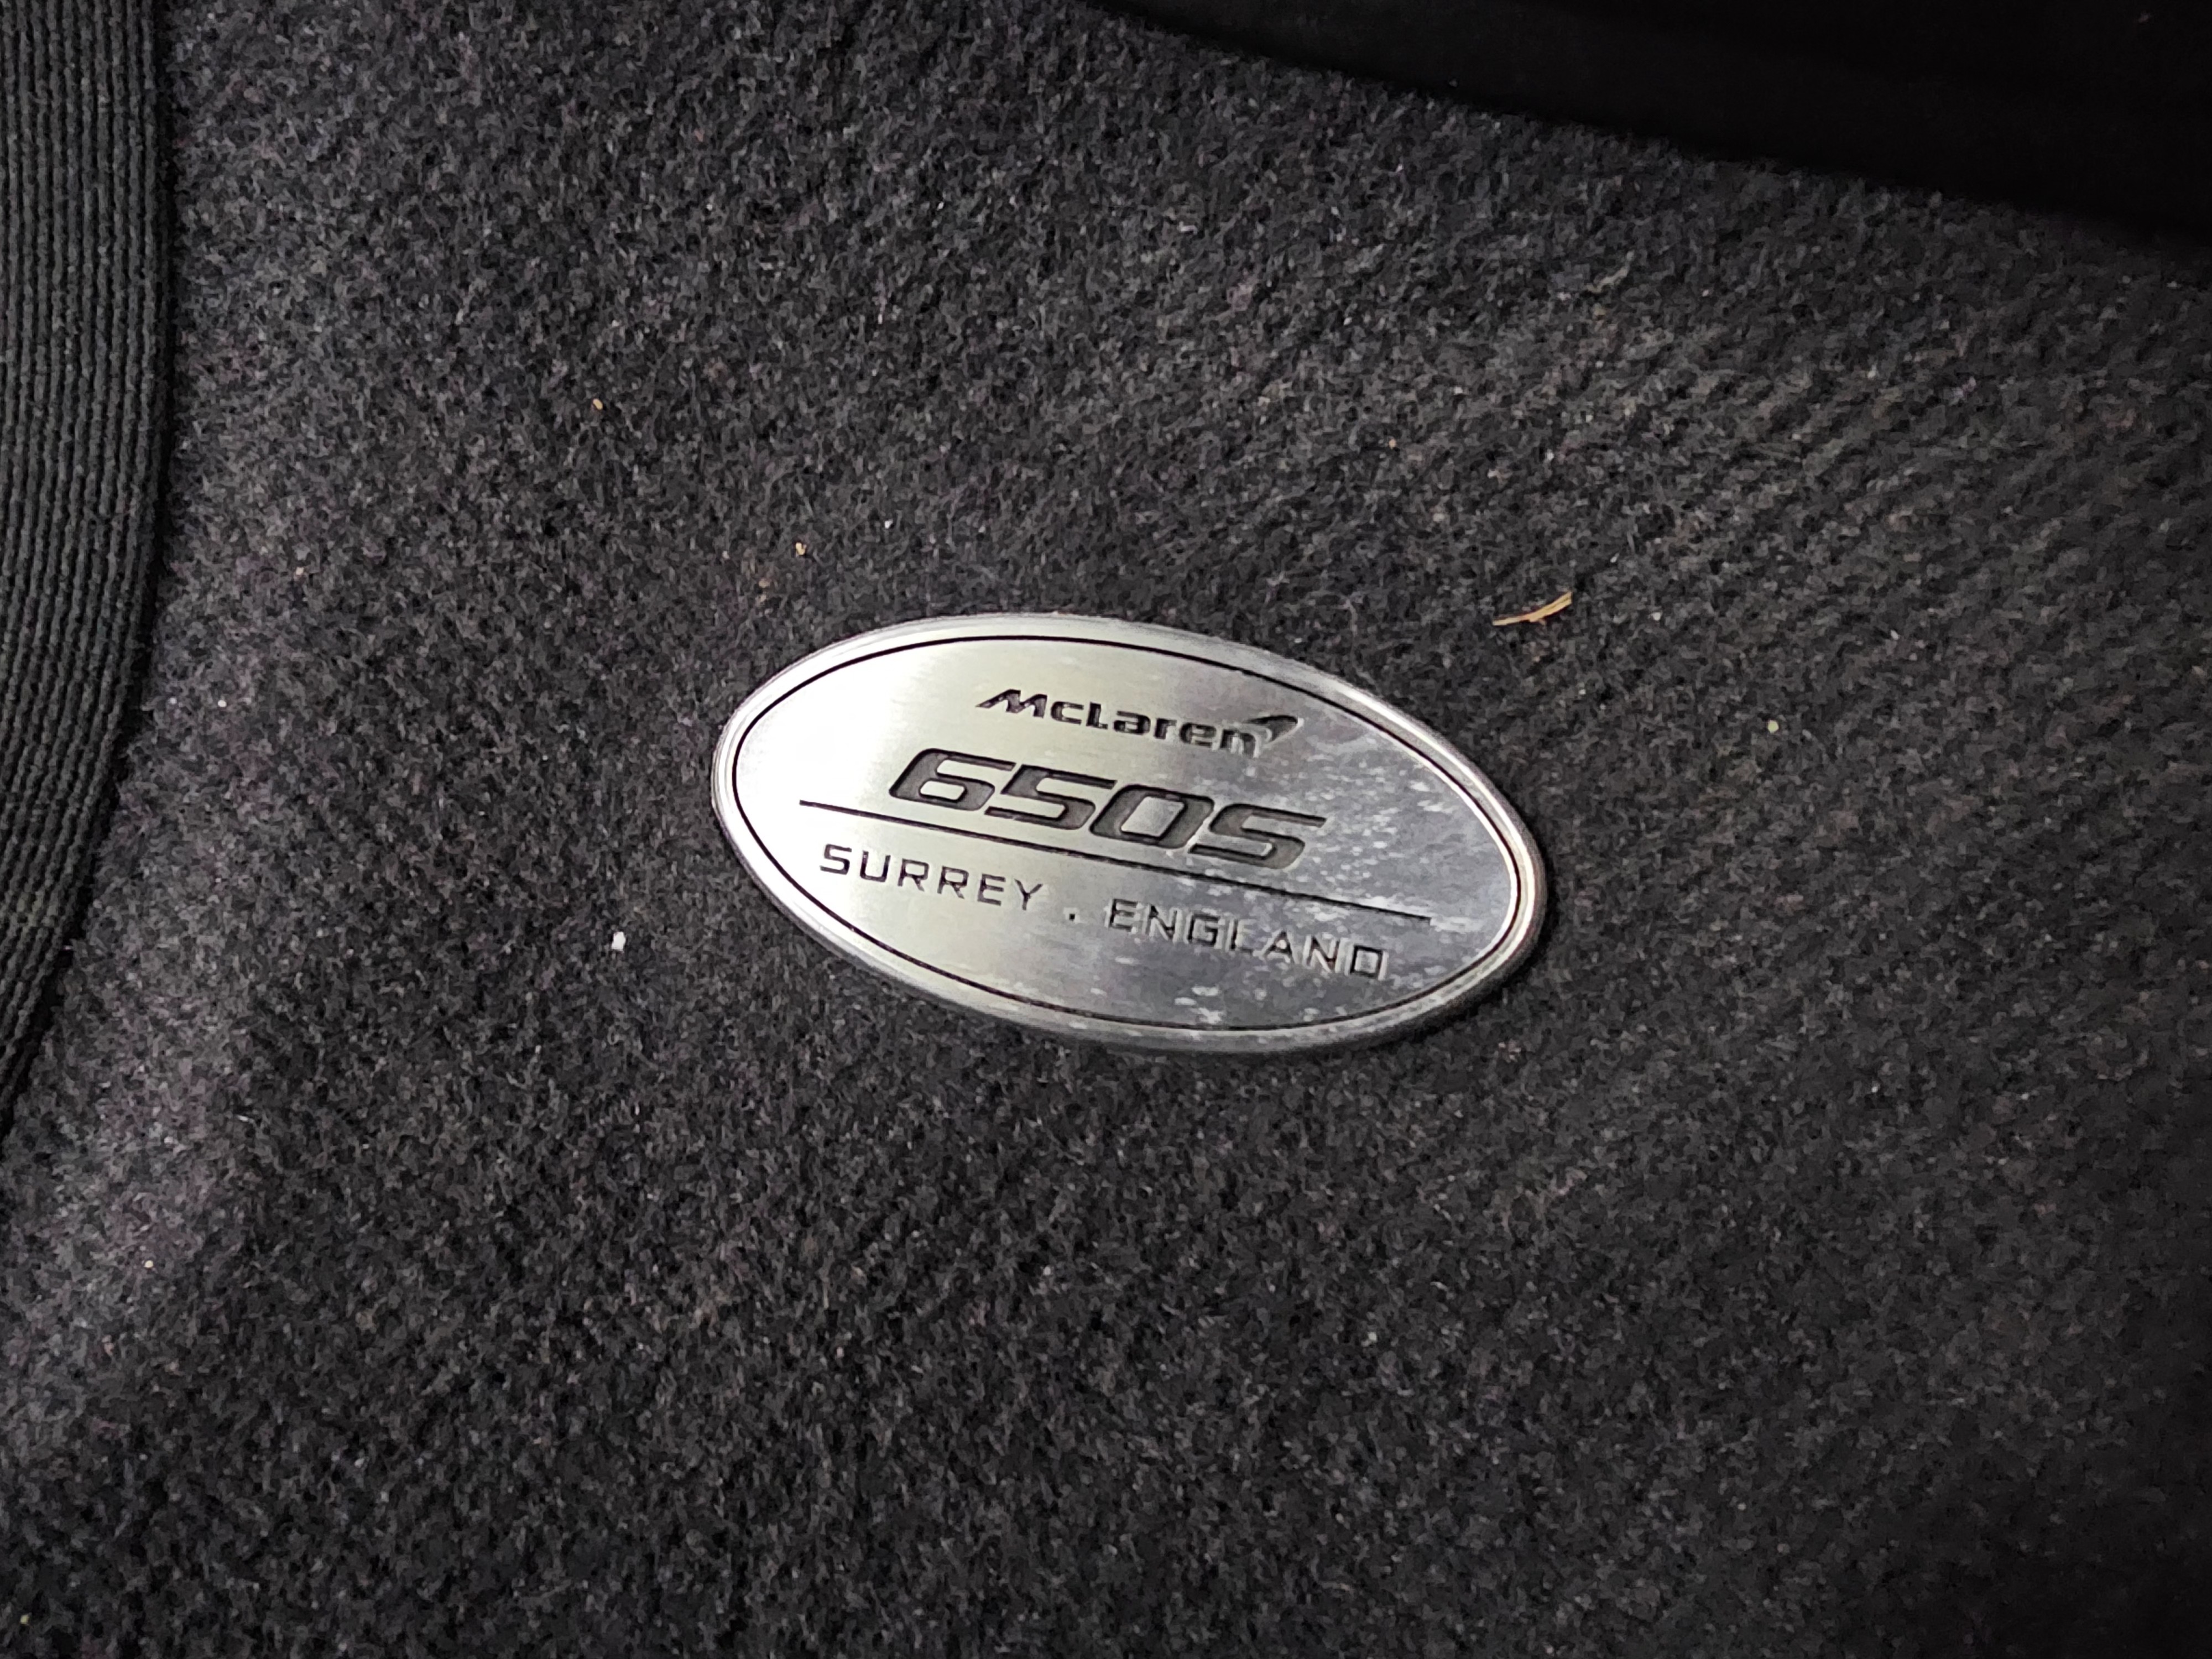 McLaren
650S
SURREY . ENGLAND